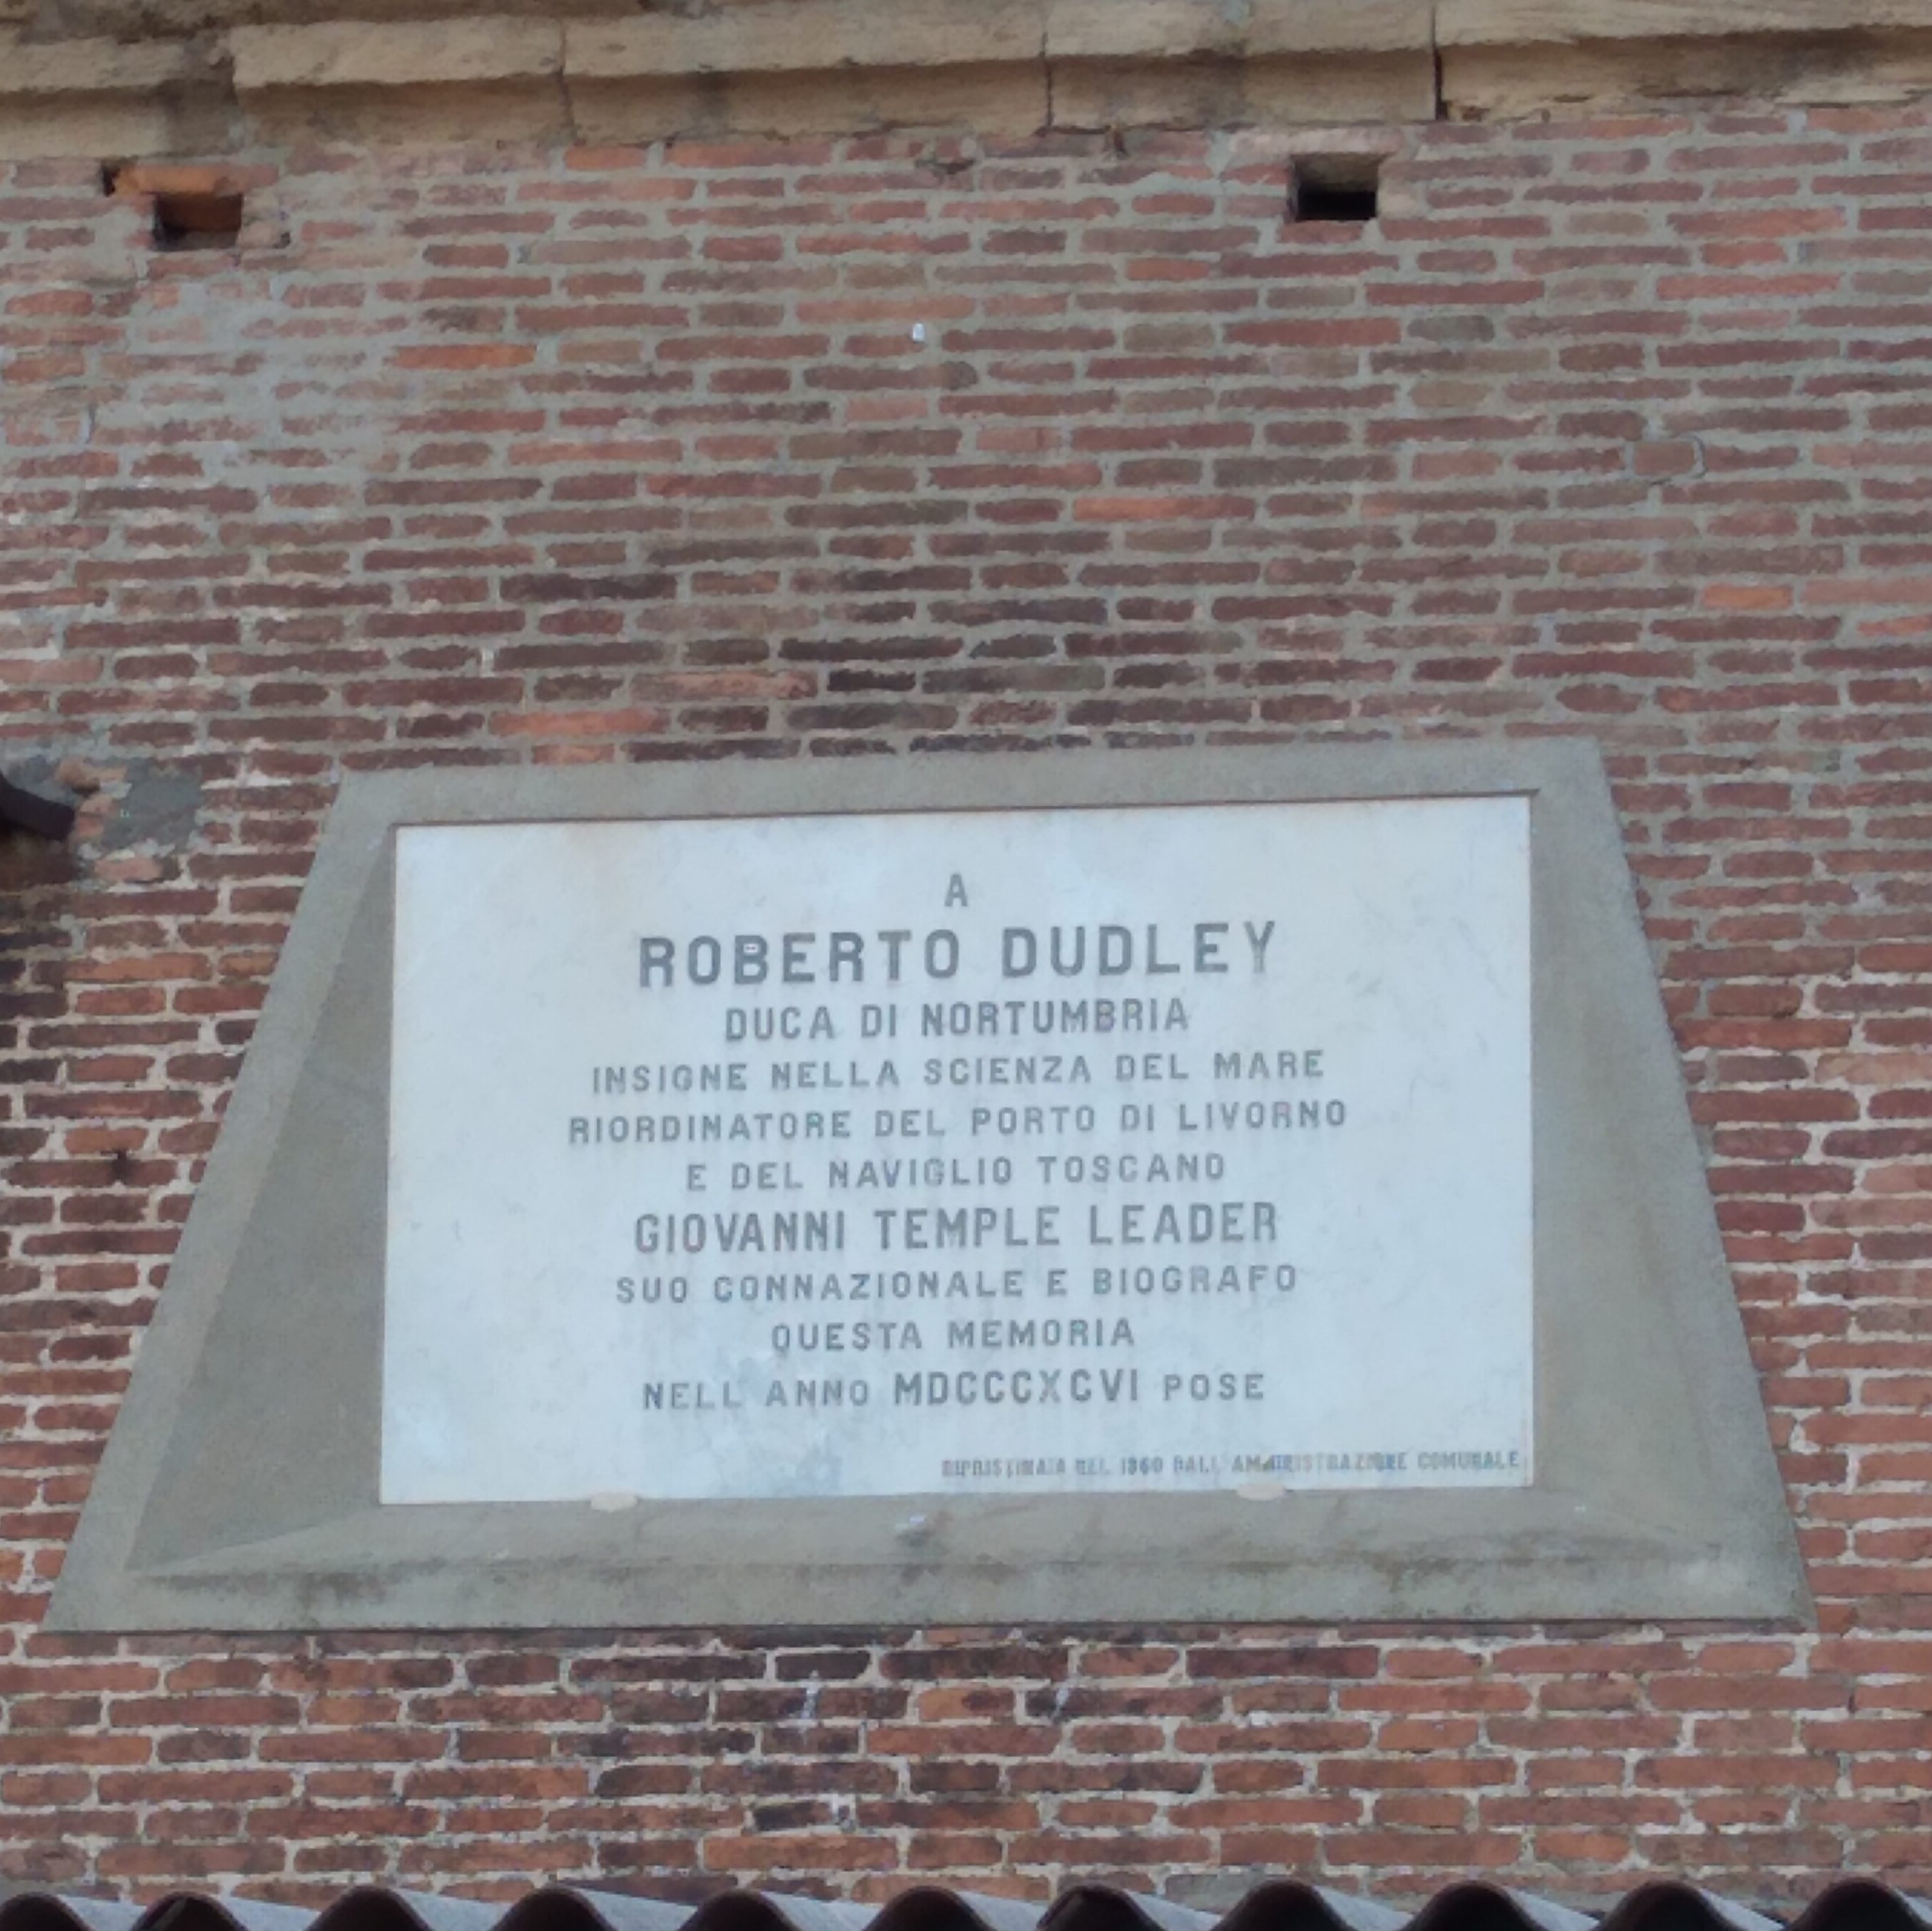 A
ROBERTO DUDLEY
DUCA DI NORTUMBRIA
INSIGNE NELLA SCIENZA DEL MARE
RIORDINATORE DEL PORTO DI LIVORNO
E DEL NAVIGLIO TOSCANO
GIOVANNI TEMPLE LEADER
SUO CONNAZIONALE E BIOGRAFO
QUESTA MEMORIA
NELL ANNO MDCCCXCVI POSE
RIPRISTINATA NEL 1960 DALL' AMMINISTRAZIONE COMUNALE